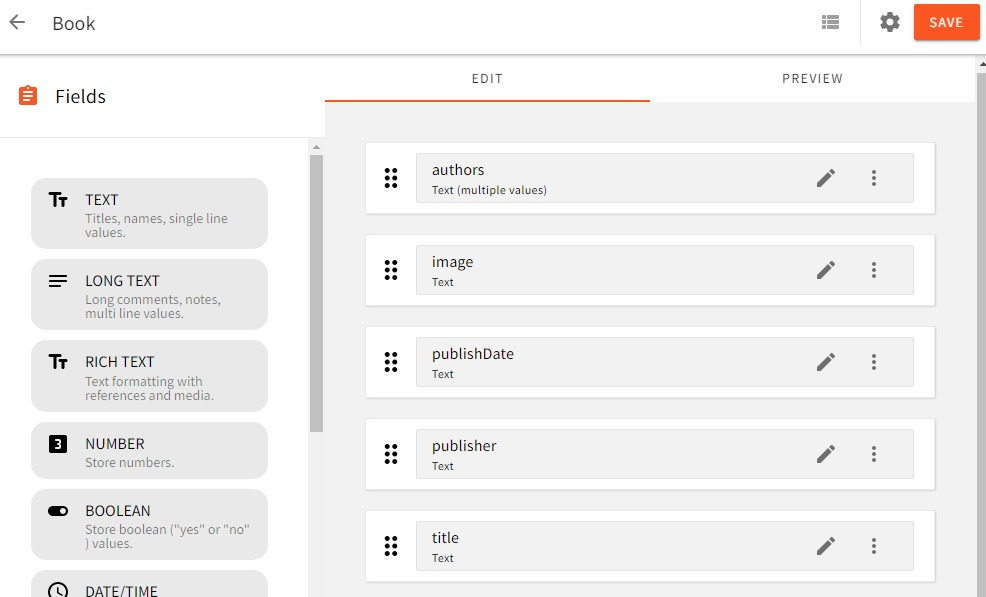 Book
SAVE
Fields
EDIT
PREVIEW
TEXT
Titles, names, single line
values.
LONG TEXT
Long comments, notes,
multi line values.
RICH TEXT
Text formatting with
references and media.
3
NUMBER
Store numbers.
BOOLEAN
Store boolean ("yes" or "no"
) values.
DATE/TIME
authors
Text (multiple values)
image
Text
publishDate
Text
publisher
Text
title
Text